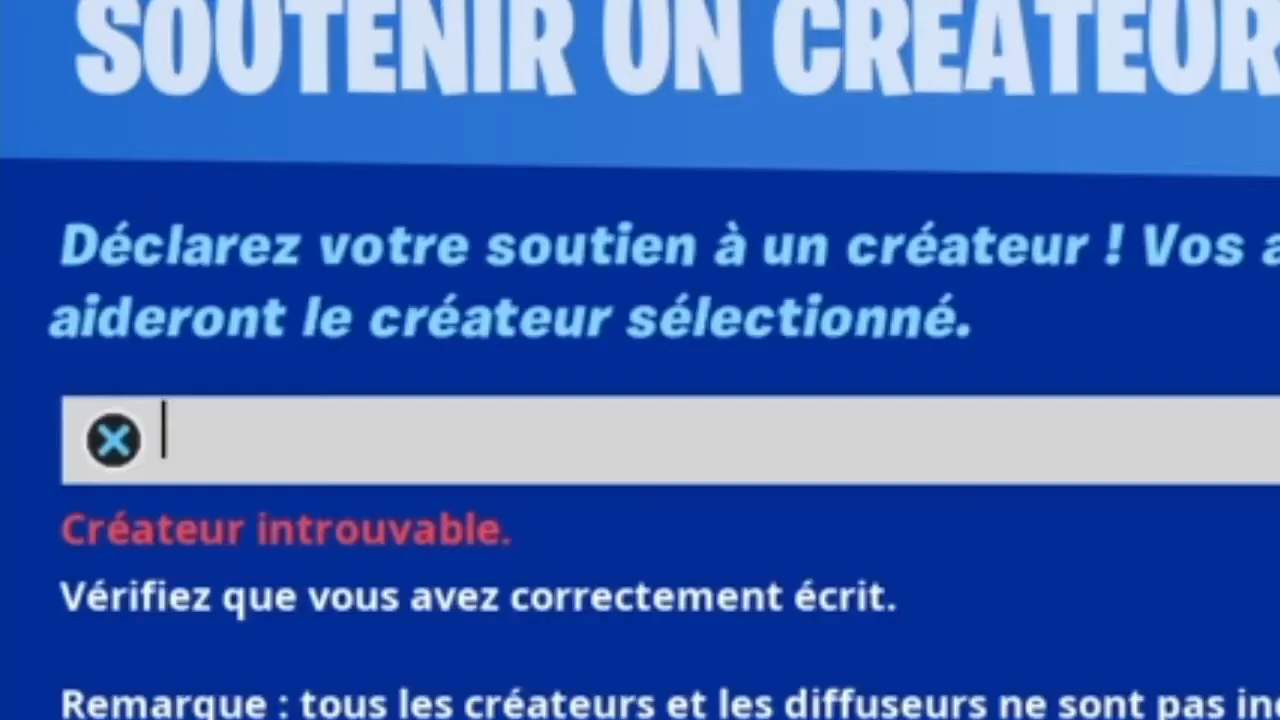 SOUTENIR UN CRÉATEUR
Déclarez votre soutien à un créateur ! Vos
aideront le créateur sélectionné.
Créateur introuvable.
Vérifiez que vous avez correctement écrit.
Remarque : tous les créateurs et les diffuseurs ne sont pas